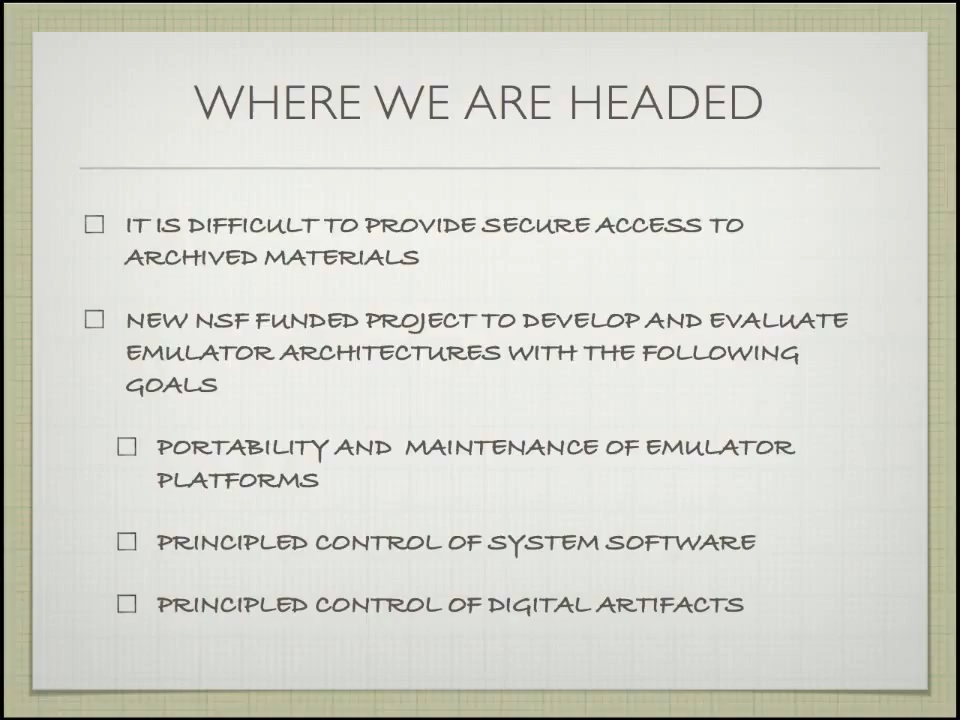 WHERE WE ARE HEADED
IT IS DIFFICULT TO PROVIDE SECURE ACCESS TO
ARCHIVED MATERIALS
NEW NSF FUNDED PROJECT TO DEVELOP AND EVALUATE
EMULATOR ARCHITECTURES WITH THE FOLLOWING
GOALS
PORTABILITY AND MAINTENANCE OF EMULATOR
PLATFORMS
PRINCIPLED CONTROL OF SYSTEM SOFTWARE
PRINCIPLED CONTROL OF DIGITAL ARTIFACTS